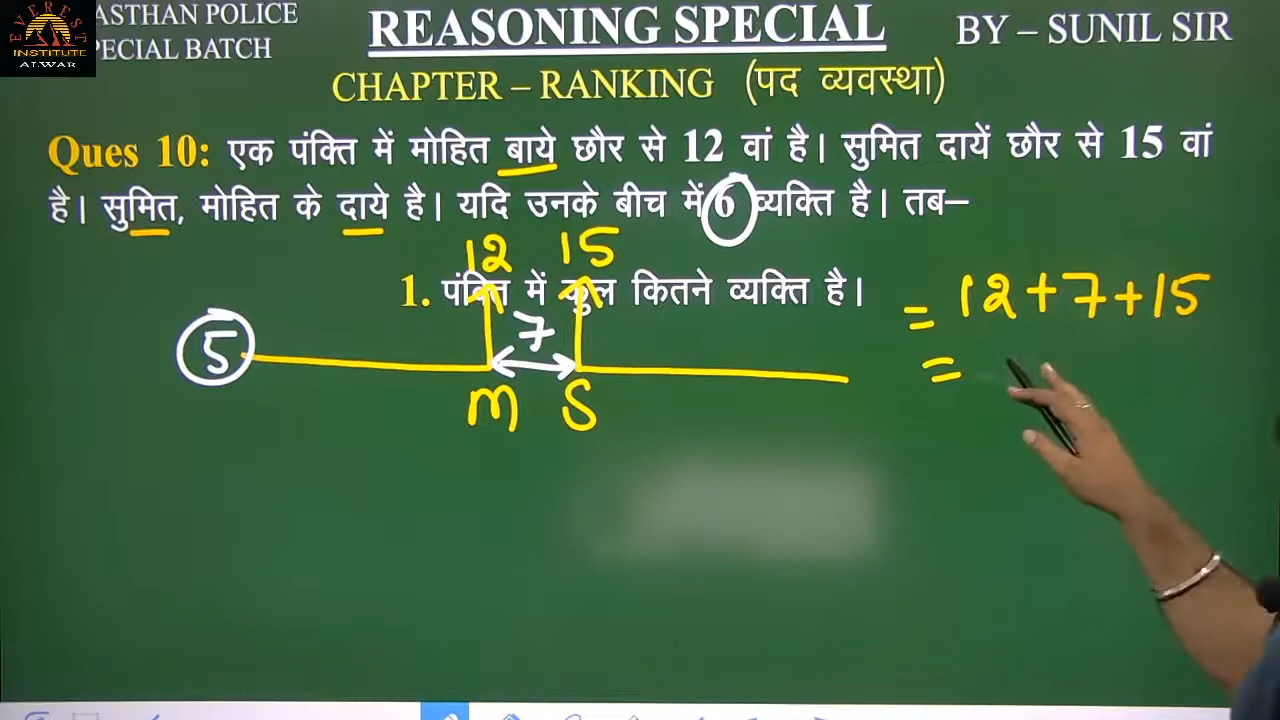 EVEREST
INSTITUTE
ALWAR
ASTHAN POLICE
PECIAL BATCH
REASONING SPECIAL
BY – SUNIL SIR
CHAPTER – RANKING (पद व्यवस्था)
Ques 10: एक पंक्ति में मोहित बाये छौर से 12 वां है। सुमित दायें छौर से 15 वां
है। सुमित, मोहित के दाये है। यदि उनके बीच में 6 व्यक्ति है। तब–
12 15
1. पंक्ति में कुल कितने व्यक्ति है।
= 12+7+15
5 7
=
M S